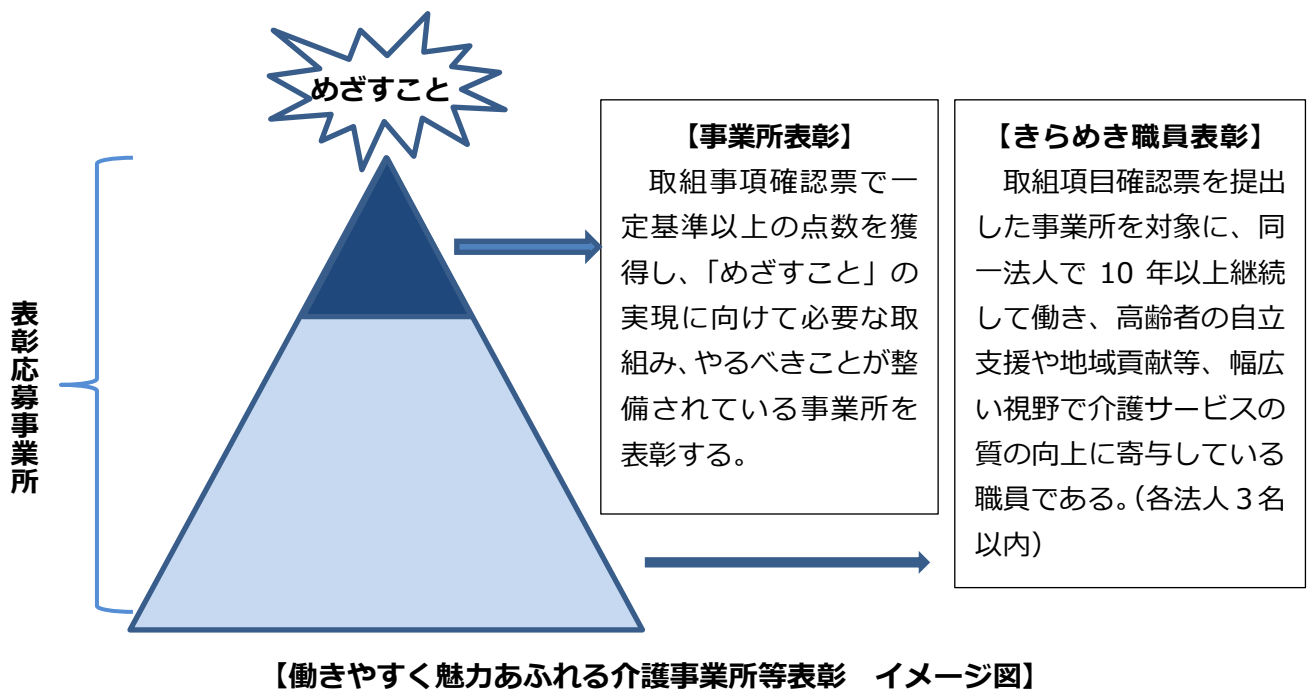 めざすこと
表彰応募事業所
【事業所表彰】
取組事項確認票で一
定基準以上の点数を獲
得し、「めざすこと」の
実現に向けて必要な取
組み、やるべきことが整
備されている事業所を
表彰する。
【きらめき職員表彰】
取組項目確認票を提出
した事業所を対象に、同
一法人で 10 年以上継続
して働き、高齢者の自立
支援や地域貢献等、幅広
い視野で介護サービスの
質の向上に寄与している
職員である。（各法人３名
以内）
【働きやすく魅力あふれる介護事業所等表彰　イメージ図】